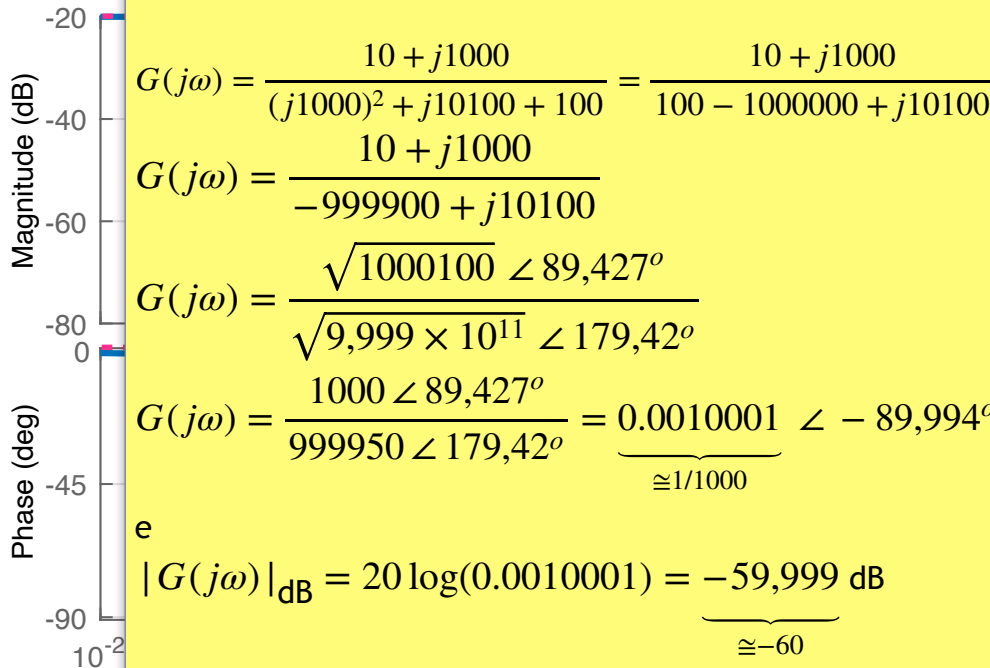 -20
-40
-60
-80
Magnitude (dB)
0
-45
-90
Phase (deg)
10^-2
G(jω) = (10 + j1000) / ((j1000)² + j10100 + 100) = (10 + j1000) / (100 − 1000000 + j10100
G(jω) = (10 + j1000) / (−999900 + j10100)
G(jω) = (√1000100 ∠ 89,427°) / (√(9,999 × 10¹¹) ∠ 179,42°)
G(jω) = (1000 ∠ 89,427°) / (999950 ∠ 179,42°) = 0.0010001 ∠ − 89,994°
≅1/1000
e
|G(jω)|dB = 20 log(0.0010001) = −59,999 dB
≅−60